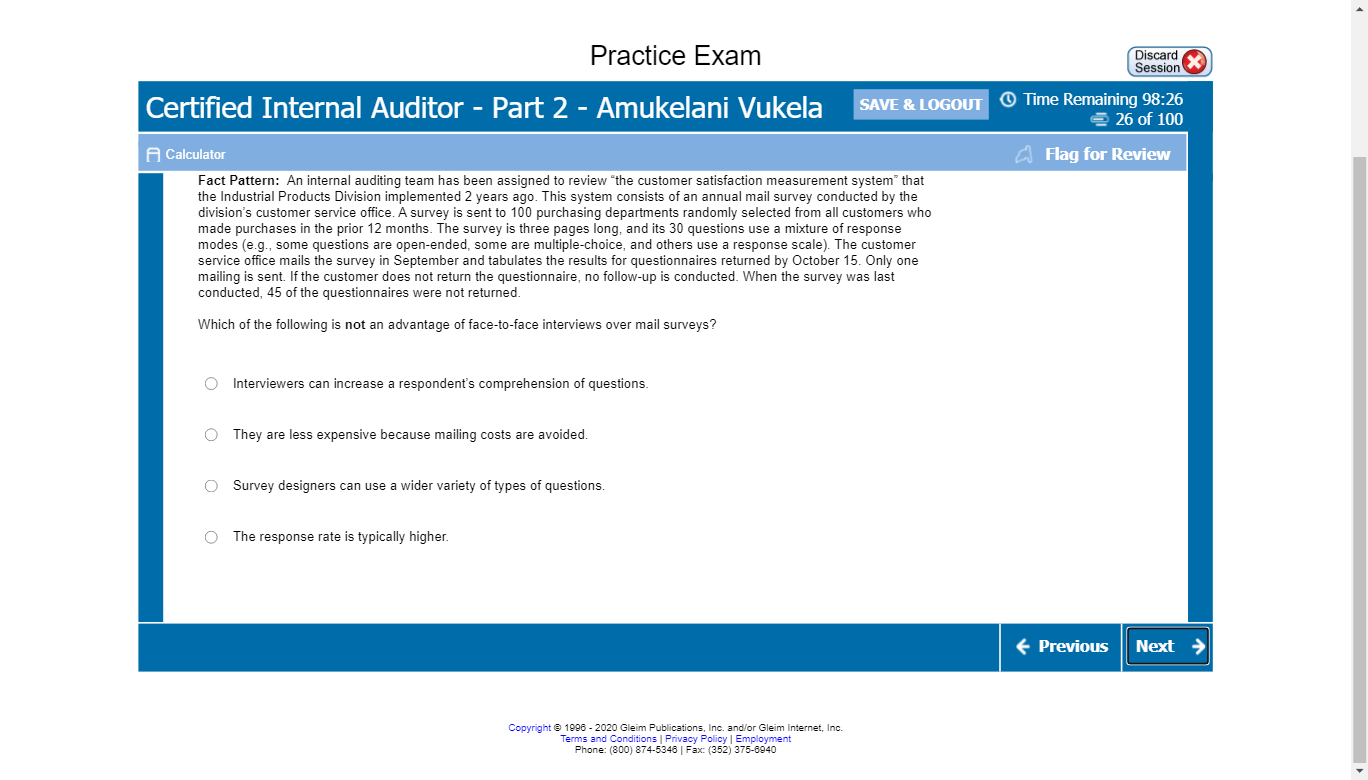 Practice Exam
Discard
Session
Certified Internal Auditor - Part 2 - Amukelani Vukela
SAVE & LOGOUT
Time Remaining 98:26
26 of 100
Calculator
Flag for Review
Fact Pattern: An internal auditing team has been assigned to review “the customer satisfaction measurement system” that
the Industrial Products Division implemented 2 years ago. This system consists of an annual mail survey conducted by the
division’s customer service office. A survey is sent to 100 purchasing departments randomly selected from all customers who
made purchases in the prior 12 months. The survey is three pages long, and its 30 questions use a mixture of response
modes (e.g., some questions are open-ended, some are multiple-choice, and others use a response scale). The customer
service office mails the survey in September and tabulates the results for questionnaires returned by October 15. Only one
mailing is sent. If the customer does not return the questionnaire, no follow-up is conducted. When the survey was last
conducted, 45 of the questionnaires were not returned.
Which of the following is not an advantage of face-to-face interviews over mail surveys?
Interviewers can increase a respondent’s comprehension of questions.
They are less expensive because mailing costs are avoided.
Survey designers can use a wider variety of types of questions.
The response rate is typically higher.
Previous
Next
Copyright © 1996 - 2020 Gleim Publications, Inc. and/or Gleim Internet, Inc.
Terms and Conditions | Privacy Policy | Employment
Phone: (800) 874-5346 | Fax: (352) 375-6940